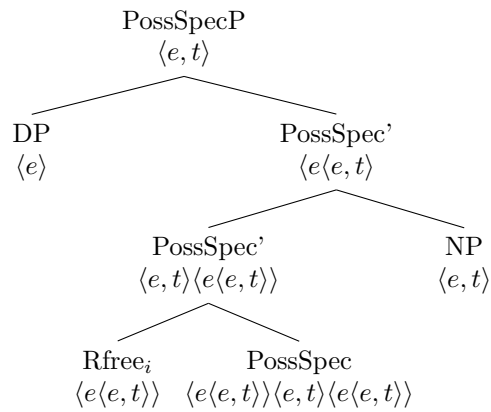 PossSpecP
⟨e, t⟩
DP
⟨e⟩
PossSpec’
⟨e⟨e, t⟩
PossSpec’
⟨e, t⟩⟨e⟨e, t⟩⟩
NP
⟨e, t⟩
Rfreeᵢ
⟨e⟨e, t⟩⟩
PossSpec
⟨e⟨e, t⟩⟩⟨e, t⟩⟨e⟨e, t⟩⟩